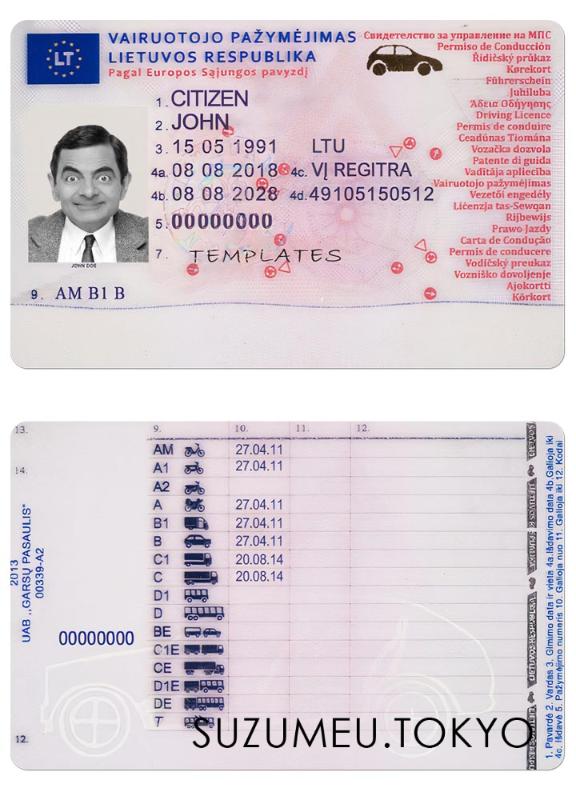 LT
VAIRUOTOJO PAŽYMĖJIMAS
LIETUVOS RESPUBLIKA
Pagal Europos Sąjungos pavyzdį
1. CITIZEN
2. JOHN
3. 15 05 1991 LTU
4a. 08 08 2018 4c. VĮ REGITRA
4b. 08 08 2028 4d. 49105150512
5. 00000000
7. TEMPLATES
JOHN DOE
9. AM B1 B
Свидетелство за управление на МПС
Permiso de Conducción
Řidičský průkaz
Kørekort
Führerschein
Juhiluba
Άδεια Οδήγησης
Driving Licence
Permis de conduire
Ceadúnas Tiomána
Vozačka dozvola
Patente di guida
Vadītāja apliecība
Vairuotojo pažymėjimas
Vezetői engedély
Liċenzja tas-Sewqan
Rijbewijs
Prawo Jazdy
Carta de Condução
Permis de conducere
Vodičský preukaz
Vozniško dovoljenje
Ajokortti
Körkort
13.
14.
2013
UAB „GARSŲ PASAULIS“
00339-A2
00000000
12.
9. 10. 11. 12.
AM 27.04.11
A1 27.04.11
A2
A 27.04.11
B1 27.04.11
B 27.04.11
C1 20.08.14
C 20.08.14
D1
D
BE
C1E
CE
D1E
DE
T
1. Pavardė 2. Vardas 3. Gimimo data ir vieta 4a. Išdavimo data 4b. Galioja iki
4c. Išdavė 5. Pažymėjimo numeris 10. Galioja nuo 11. Galioja iki 12. Kodai
SUZUMEU.TOKYO